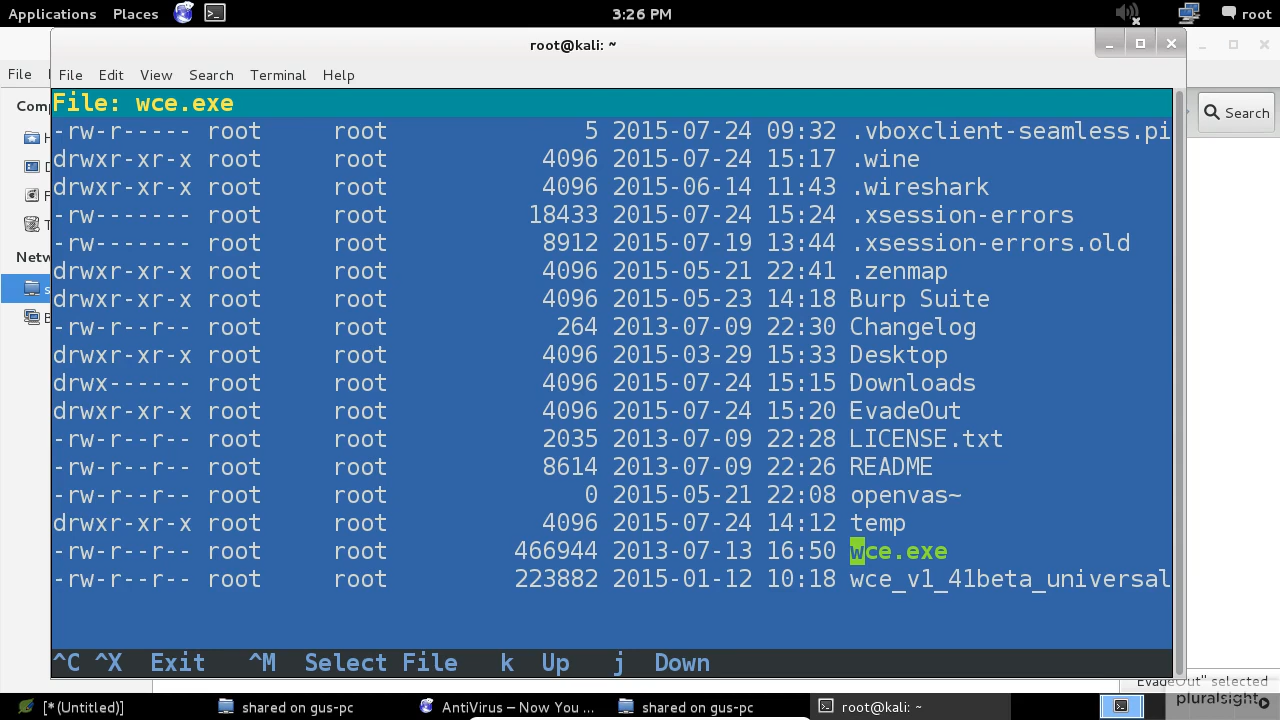 Applications Places 3:26 PM root
root@kali: ~
File
File Edit View Search Terminal Help
Search
File: wce.exe
-rw-r----- root root 5 2015-07-24 09:32 .vboxclient-seamless.pi
drwxr-xr-x root root 4096 2015-07-24 15:17 .wine
drwxr-xr-x root root 4096 2015-06-14 11:43 .wireshark
-rw------- root root 18433 2015-07-24 15:24 .xsession-errors
-rw------- root root 8912 2015-07-19 13:44 .xsession-errors.old
drwxr-xr-x root root 4096 2015-05-21 22:41 .zenmap
drwxr-xr-x root root 4096 2015-05-23 14:18 Burp Suite
-rw-r--r-- root root 264 2013-07-09 22:30 Changelog
drwxr-xr-x root root 4096 2015-03-29 15:33 Desktop
drwx------ root root 4096 2015-07-24 15:15 Downloads
drwxr-xr-x root root 4096 2015-07-24 15:20 EvadeOut
-rw-r--r-- root root 2035 2013-07-09 22:28 LICENSE.txt
-rw-r--r-- root root 8614 2013-07-09 22:26 README
-rw-r--r-- root root 0 2015-05-21 22:08 openvas~
drwxr-xr-x root root 4096 2015-07-24 14:12 temp
-rw-r--r-- root root 466944 2013-07-13 16:50 wce.exe
-rw-r--r-- root root 223882 2015-01-12 10:18 wce_v1_41beta_universal
^C ^X Exit ^M Select File k Up j Down
EvadeOut" selected
pluralsight
[*(Untitled)] shared on gus-pc AntiVirus – Now You ... shared on gus-pc root@kali: ~